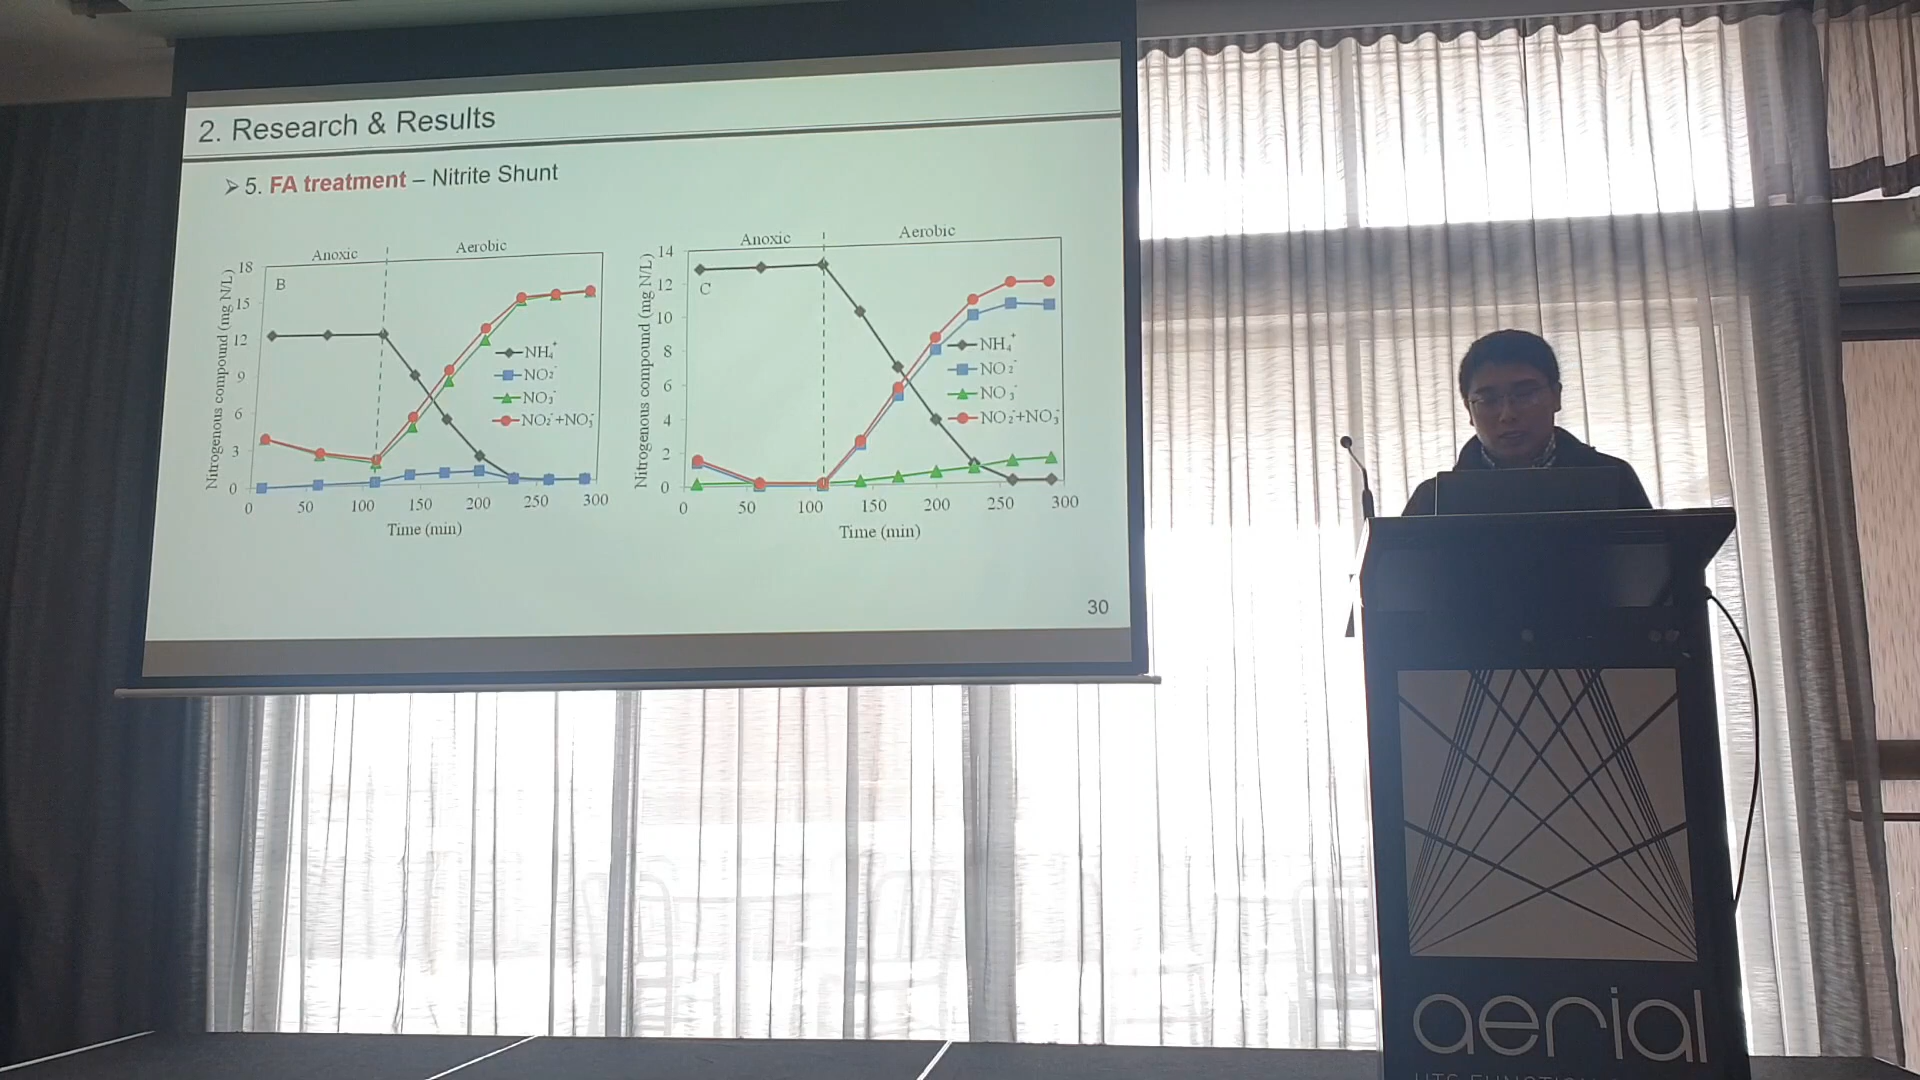 2. Research & Results
➢ 5. FA treatment – Nitrite Shunt
Anoxic
Aerobic
Nitrogenous compound (mg N/L)
18
15
12
9
6
3
0
B
NH₄⁺
NO₂⁻
NO₃⁻
NO₂⁻+NO₃⁻
0 50 100 150 200 250 300
Time (min)
Anoxic
Aerobic
Nitrogenous compound (mg N/L)
14
12
10
8
6
4
2
0
C
NH₄⁺
NO₂⁻
NO₃⁻
NO₂⁻+NO₃⁻
0 50 100 150 200 250 300
Time (min)
30
aerial